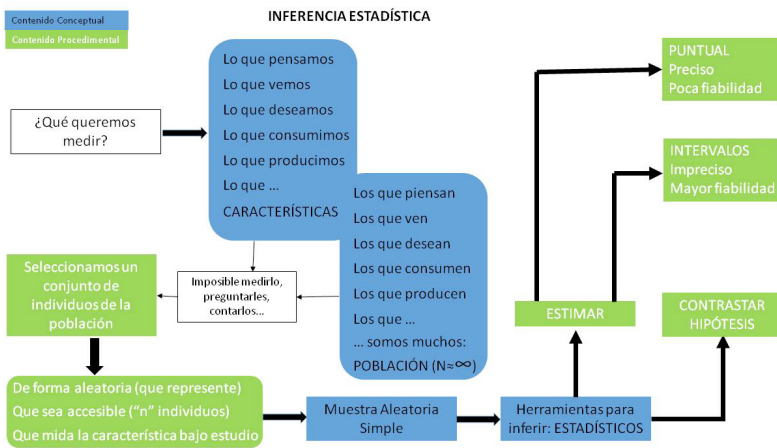 INFERENCIA ESTADÍSTICA
Contenido Conceptual
Contenido Procedimental
¿Qué queremos
medir?
Lo que pensamos
Lo que vemos
Lo que deseamos
Lo que consumimos
Lo que producimos
Lo que ...
CARACTERÍSTICAS
Los que piensan
Los que ven
Los que desean
Los que consumen
Los que producen
Los que ...
... somos muchos:
POBLACIÓN (N≈∞)
Imposible medirlo,
preguntarles,
contarlos...
Seleccionamos un
conjunto de
individuos de la
población
De forma aleatoria (que represente)
Que sea accesible (“n” individuos)
Que mida la característica bajo estudio
Muestra Aleatoria
Simple
Herramientas para
inferir: ESTADÍSTICOS
ESTIMAR
CONTRASTAR
HIPÓTESIS
PUNTUAL
Preciso
Poca fiabilidad
INTERVALOS
Impreciso
Mayor fiabilidad